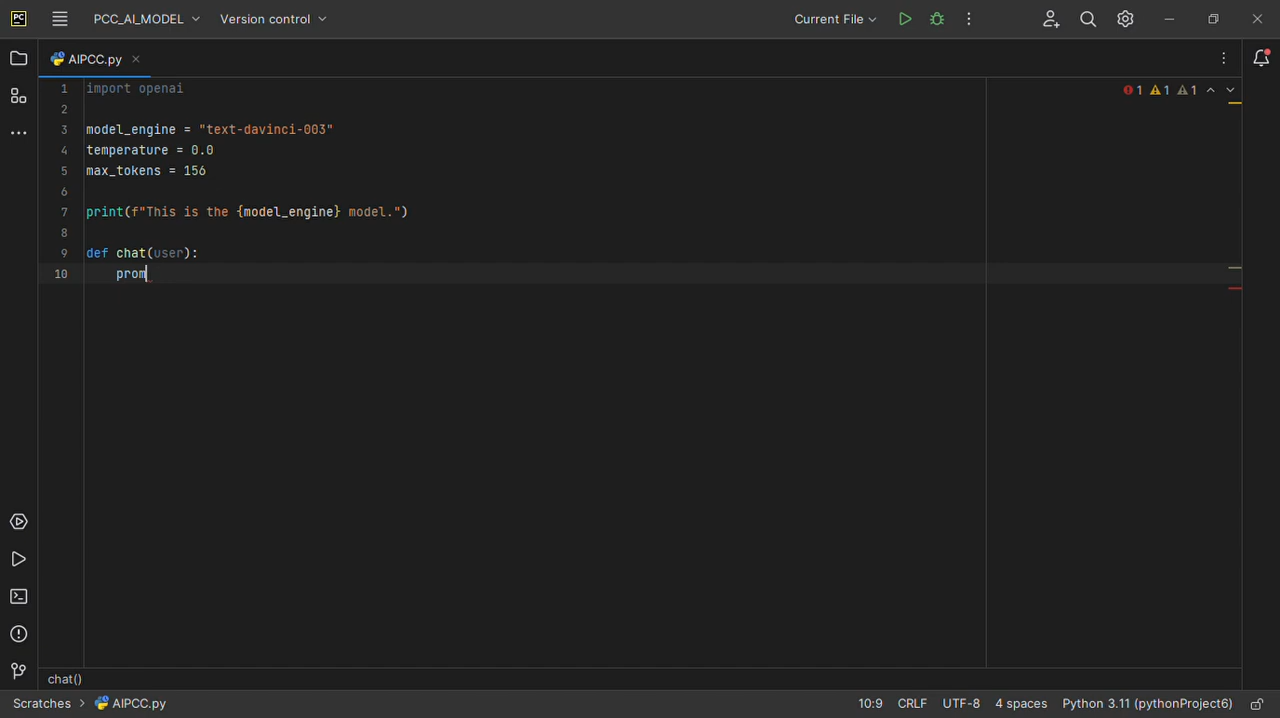 PC PCC_AI_MODEL Version control Current File
AIPCC.py
1 import openai 1 1 1
2
3 model_engine = "text-davinci-003"
4 temperature = 0.0
5 max_tokens = 156
6
7 print(f"This is the {model_engine} model.")
8
9 def chat(user):
10 prom
chat()
Scratches > AIPCC.py 10:9 CRLF UTF-8 4 spaces Python 3.11 (pythonProject6)